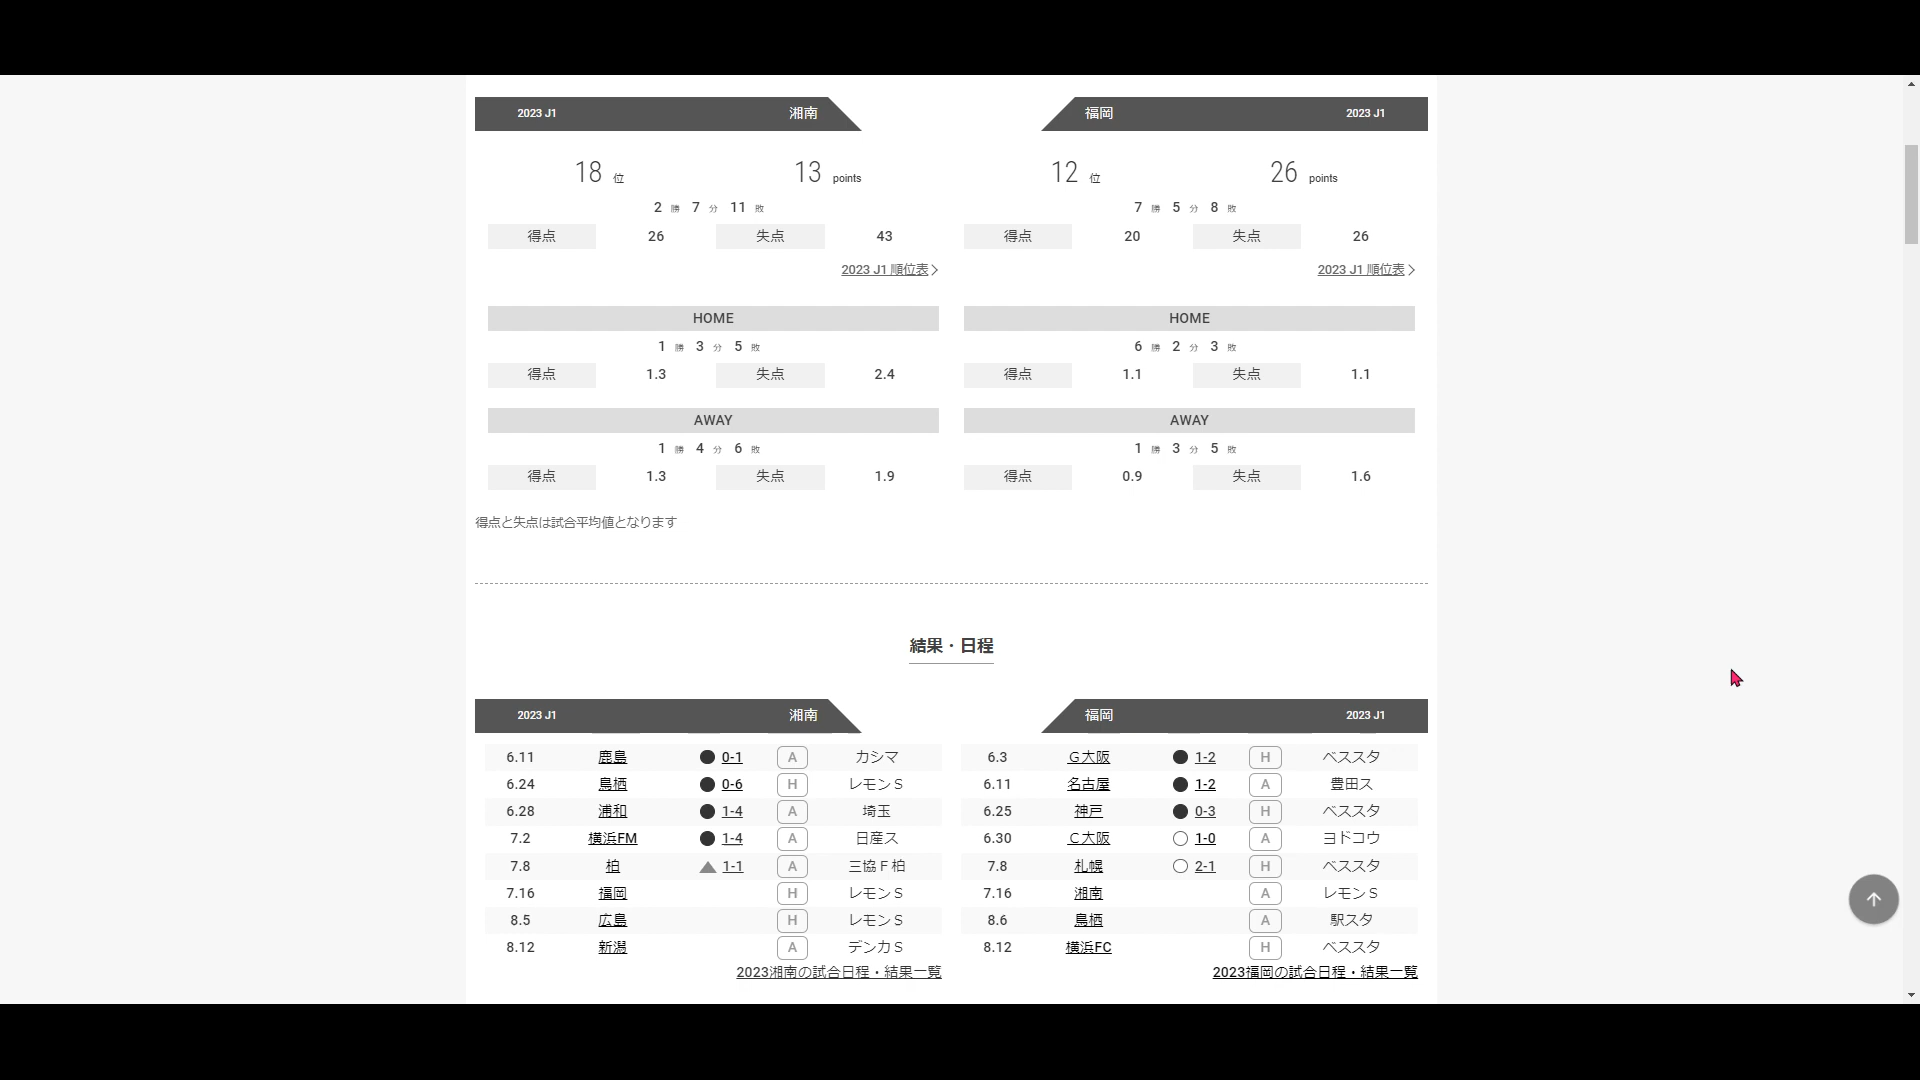 2023 J1 湘南 福岡 2023 J1
18 位 13 points 12 位 26 points
2 勝 7 分 11 敗 7 勝 5 分 8 敗
得点 26 失点 43 得点 20 失点 26
2023 J1 順位表 2023 J1 順位表
HOME HOME
1 勝 3 分 5 敗 6 勝 2 分 3 敗
得点 1.3 失点 2.4 得点 1.1 失点 1.1
AWAY AWAY
1 勝 4 分 6 敗 1 勝 3 分 5 敗
得点 1.3 失点 1.9 得点 0.9 失点 1.6
得点と失点は試合平均値となります
結果・日程
2023 J1 湘南 福岡 2023 J1
6.11 鹿島 ● 0-1 A カシマ 6.3 Ｇ大阪 ● 1-2 H ベススタ
6.24 鳥栖 ● 0-6 H レモンＳ 6.11 名古屋 ● 1-2 A 豊田ス
6.28 浦和 ● 1-4 A 埼玉 6.25 神戸 ● 0-3 H ベススタ
7.2 横浜FM ● 1-4 A 日産ス 6.30 Ｃ大阪 ○ 1-0 A ヨドコウ
7.8 柏 ▲ 1-1 A 三協Ｆ柏 7.8 札幌 ○ 2-1 H ベススタ
7.16 福岡 H レモンＳ 7.16 湘南 A レモンＳ
8.5 広島 H レモンＳ 8.6 鳥栖 A 駅スタ
8.12 新潟 A デンカＳ 8.12 横浜FC H ベススタ
2023湘南の試合日程・結果一覧 2023福岡の試合日程・結果一覧